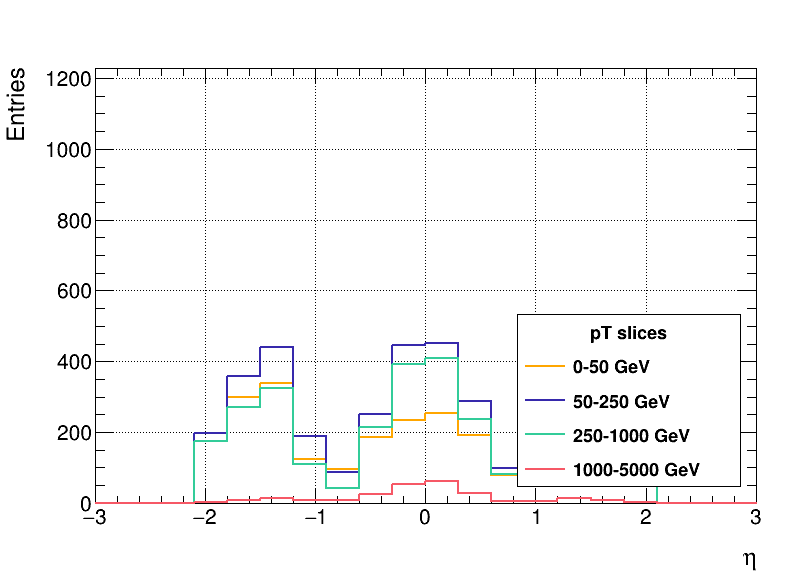 Entries
1200
1000
800
600
400
200
0
pT slices
0-50 GeV
50-250 GeV
250-1000 GeV
1000-5000 GeV
−3 −2 −1 0 1 2 3
η